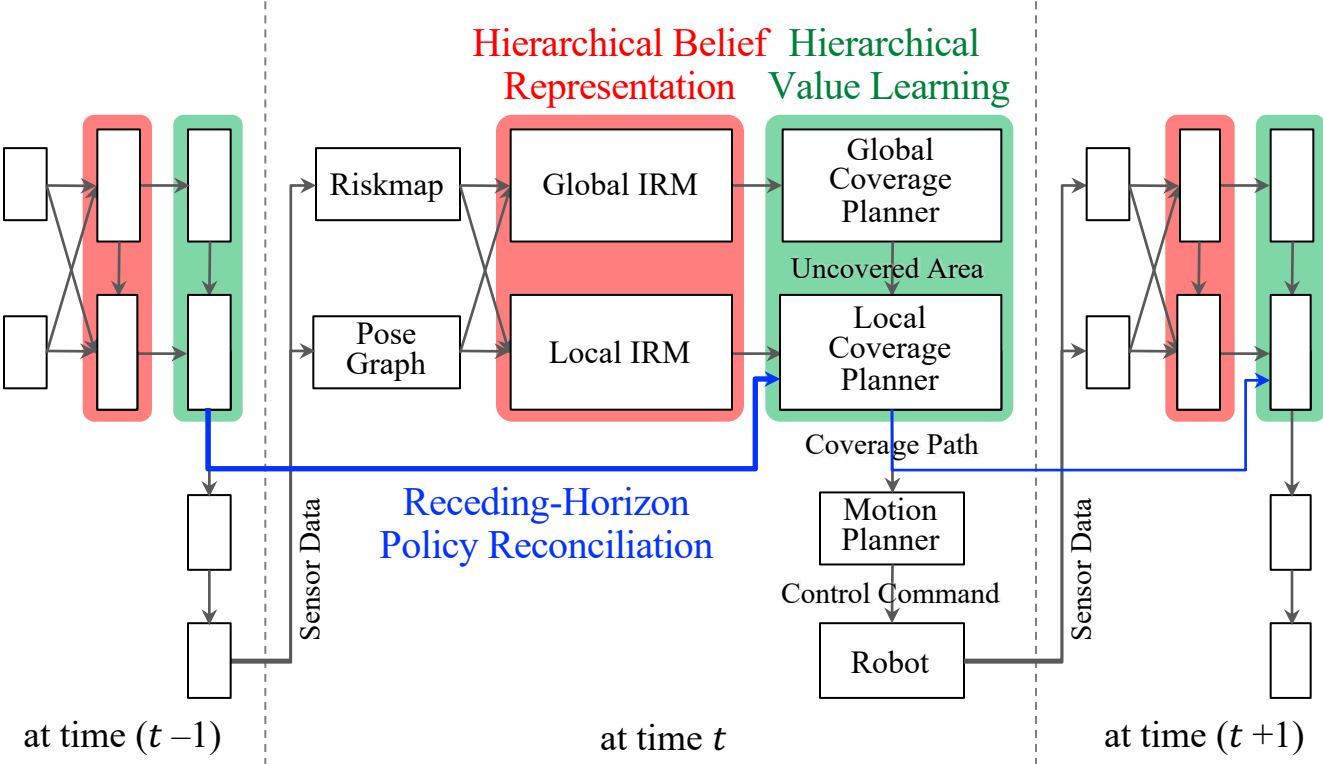 Hierarchical Belief
Representation
Hierarchical
Value Learning
Riskmap
Global IRM
Global
Coverage
Planner
Uncovered Area
Pose
Graph
Local IRM
Local
Coverage
Planner
Coverage Path
Receding-Horizon
Policy Reconciliation
Motion
Planner
Sensor Data
Control Command
Sensor Data
Robot
at time (t –1)
at time t
at time (t +1)